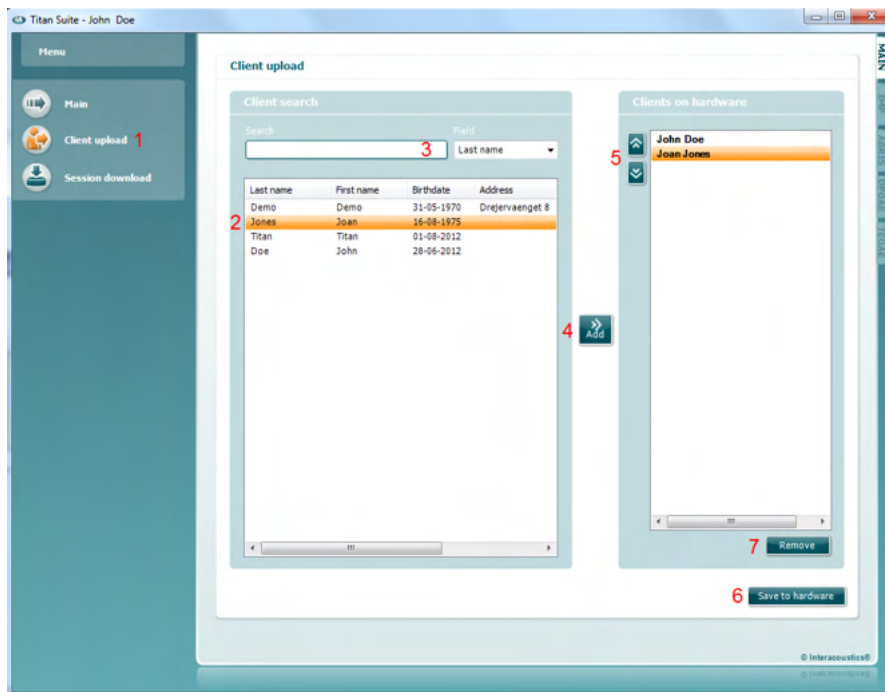 Titan Suite - John Doe
Menu
Main
Client upload 1
Session download
MAIN
Client upload
Client search
Search
Field
3
Last name
Last name First name Birthdate Address
Demo Demo 31-05-1970 Drejervaenget 8
2 Jones Joan 16-08-1975
Titan Titan 01-08-2012
Doe John 28-06-2012
4
Add
Clients on hardware
5
John Doe
Joan Jones
7 Remove
6 Save to hardware
© Interacoustics®